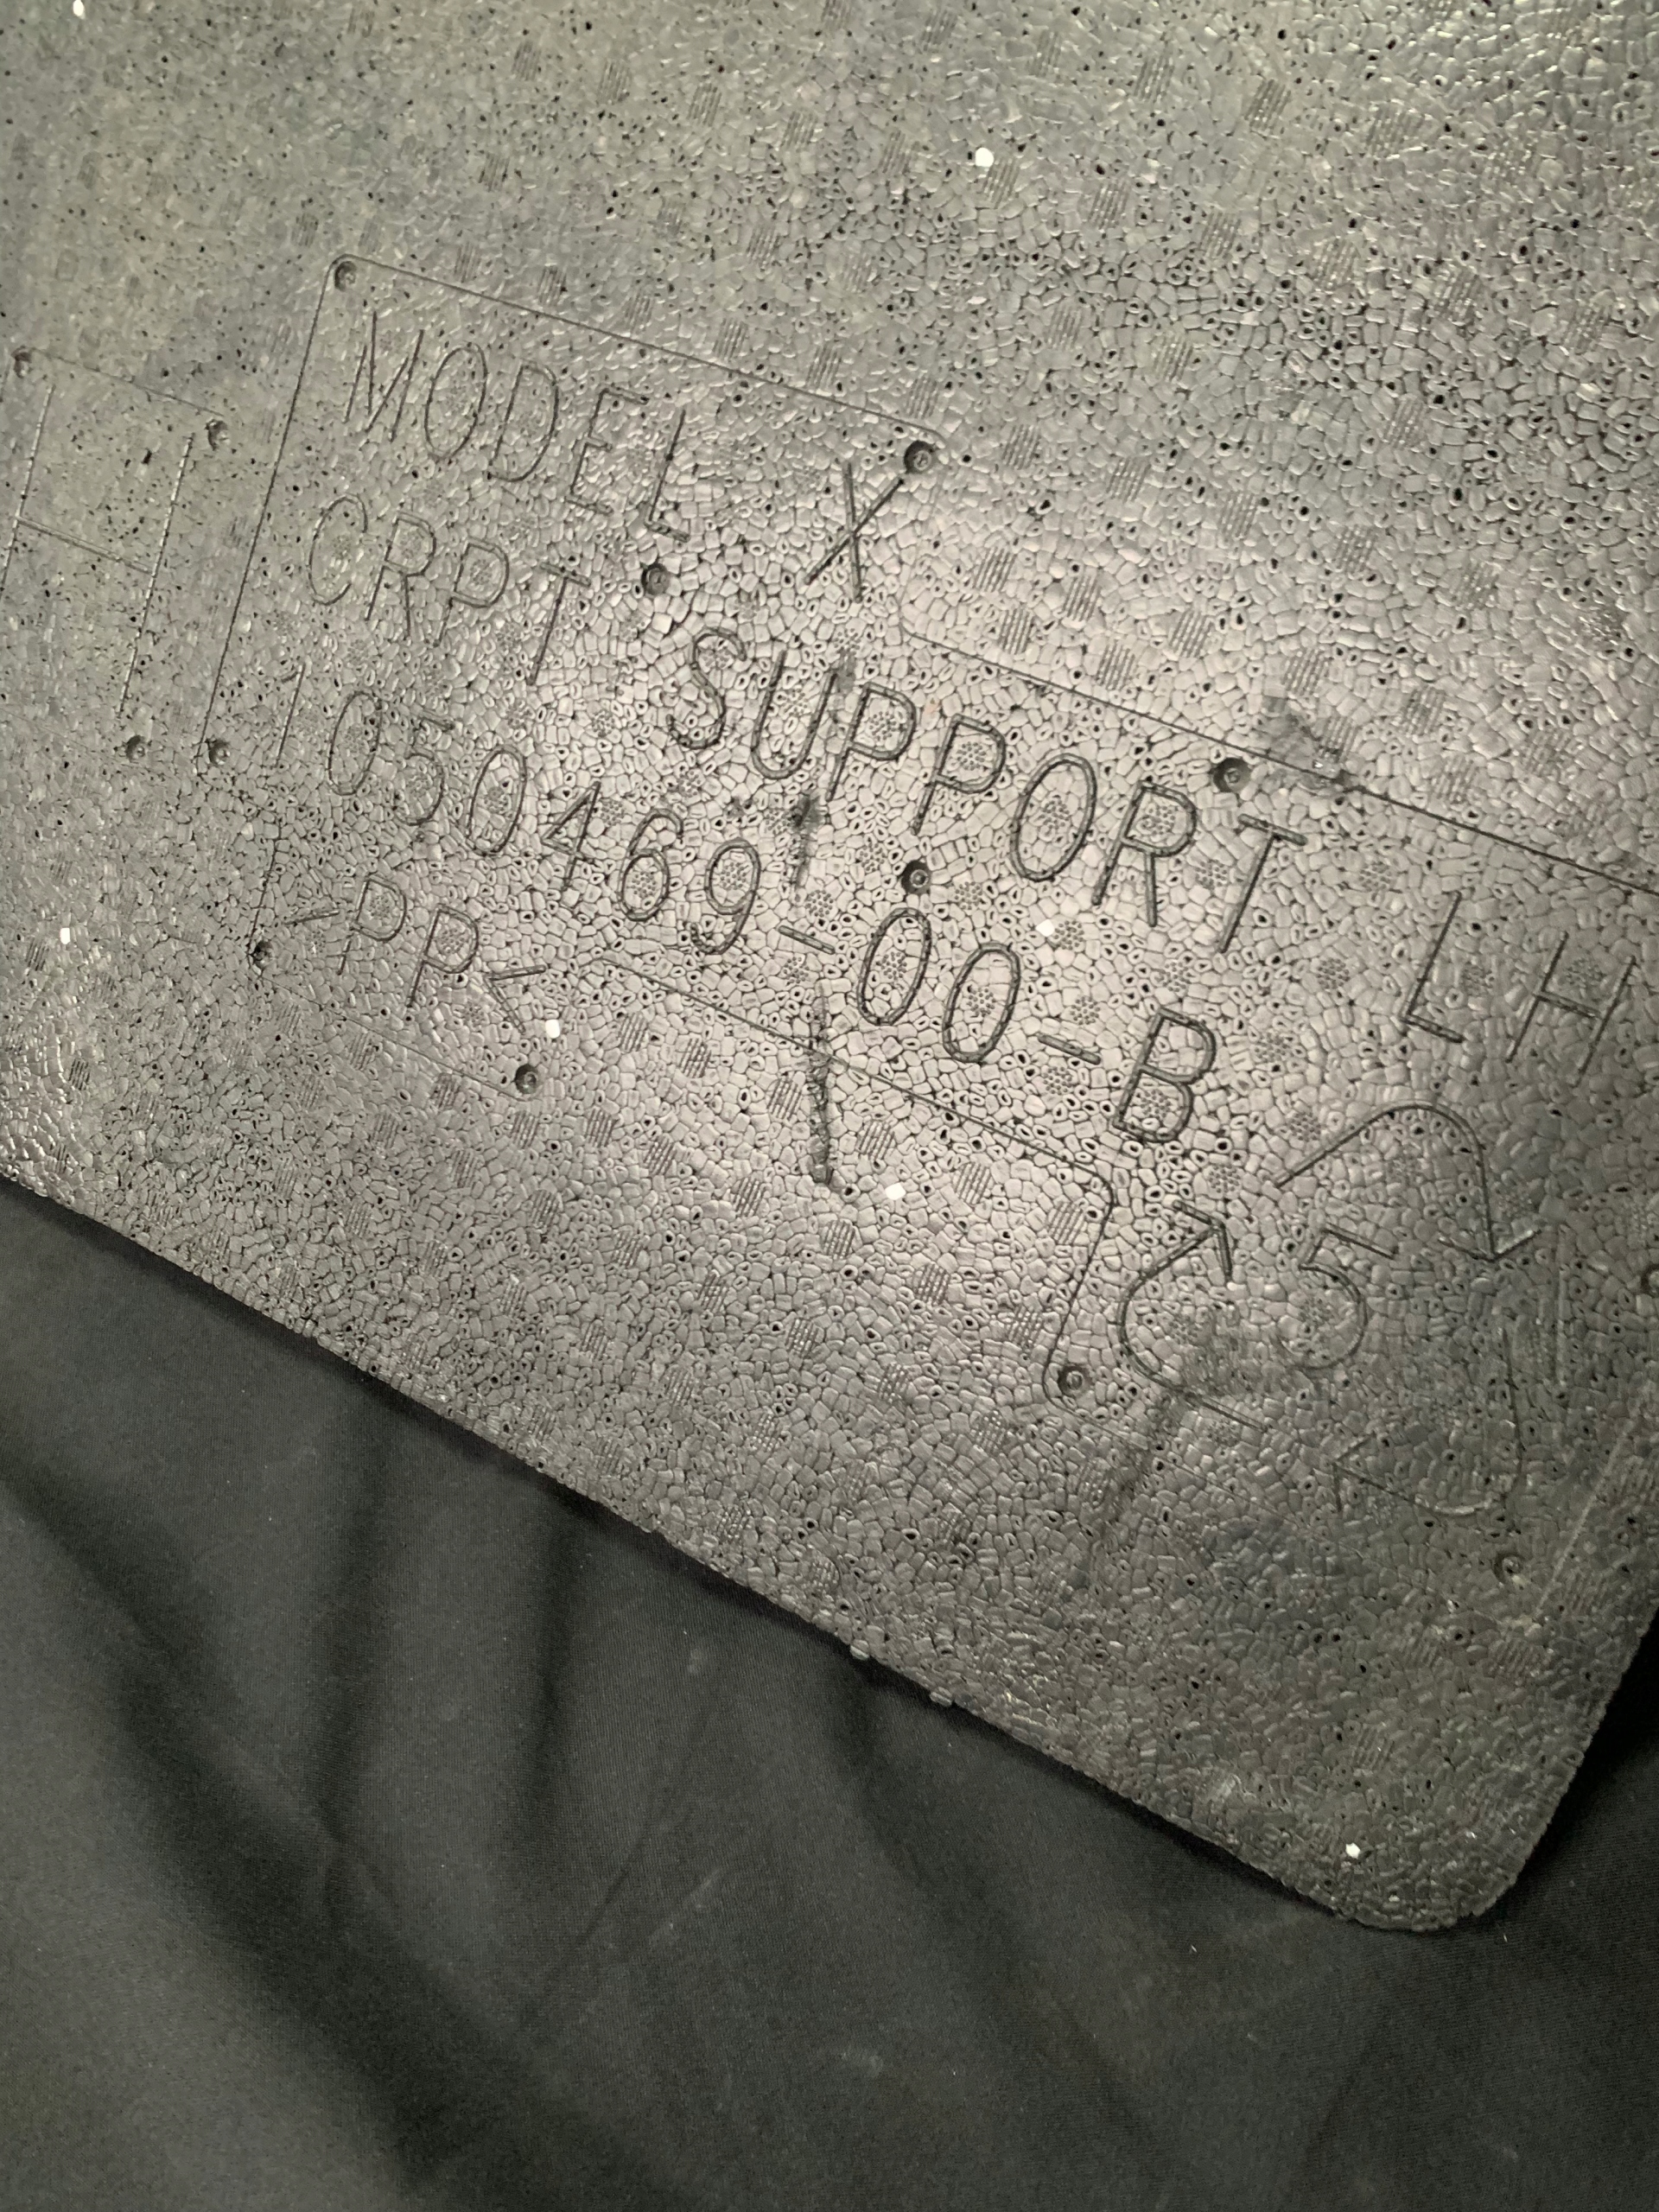 H
MODEL X
CRPT SUPPORT LH
1050469-00-B
>PP<
5